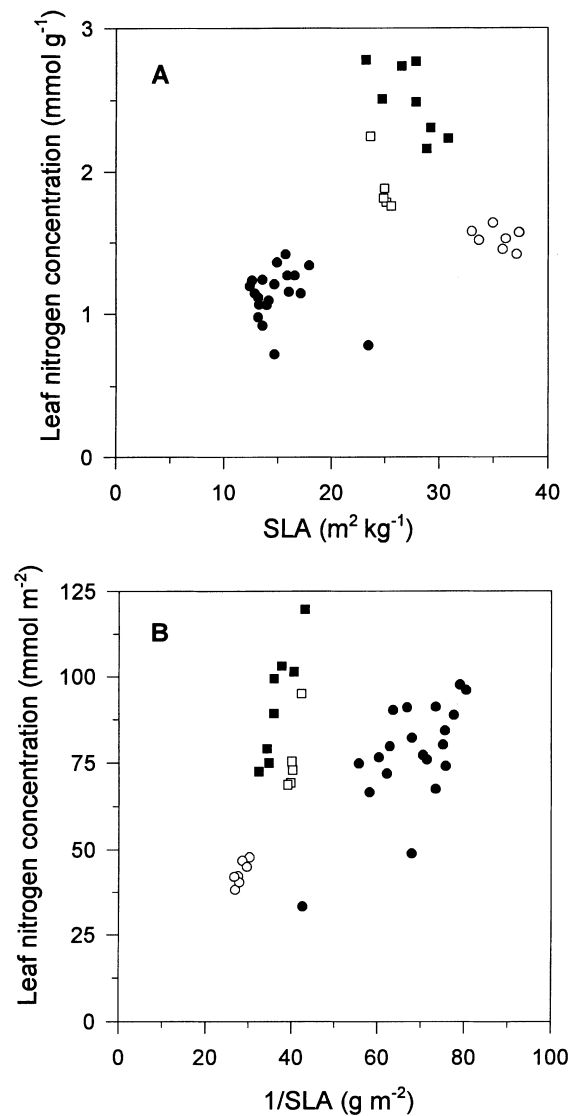 Leaf nitrogen concentration (mmol g⁻¹)
3
A
2
1
0
0 10 20 30 40
SLA (m² kg⁻¹)
Leaf nitrogen concentration (mmol m⁻²)
125
B
100
75
50
25
0
0 20 40 60 80 100
1/SLA (g m⁻²)